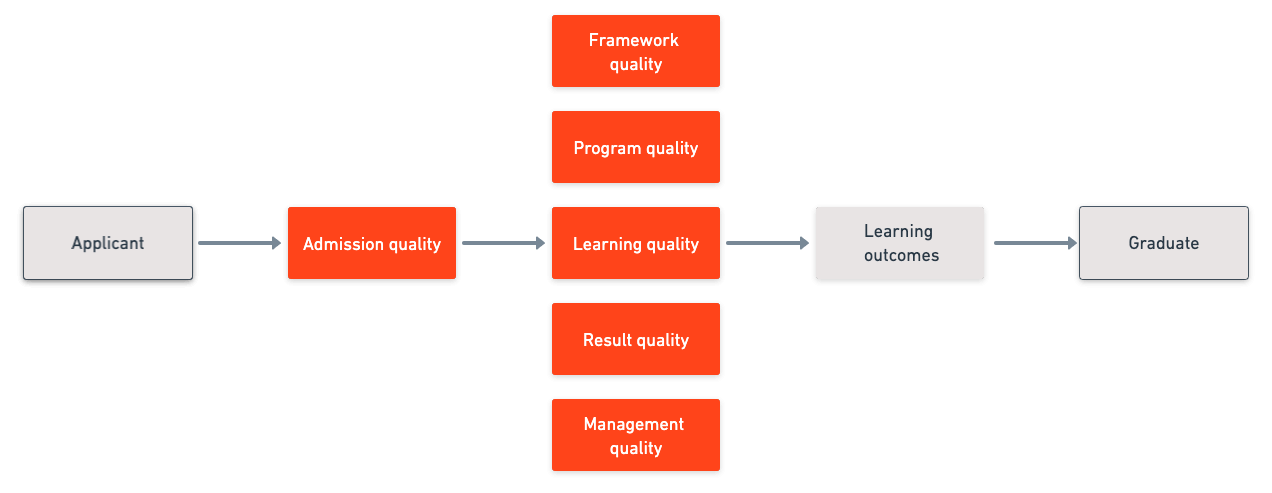 Framework
quality
Program quality
Applicant
Admission quality
Learning quality
Learning
outcomes
Graduate
Result quality
Management
quality